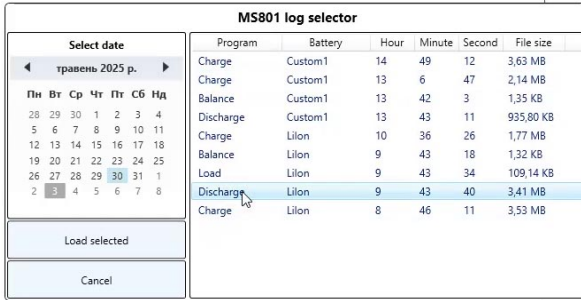 MS801 log selector
Select date
травень 2025 р.
Пн Вт Ср Чт Пт Сб Нд
28 29 30 1 2 3 4
5 6 7 8 9 10 11
12 13 14 15 16 17 18
19 20 21 22 23 24 25
26 27 28 29 30 31 1
2 3 4 5 6 7 8
Load selected
Cancel
Program Battery Hour Minute Second File size
Charge Custom1 14 49 12 3,63 MB
Charge Custom1 13 6 47 2,14 MB
Balance Custom1 13 42 3 1,35 KB
Discharge Custom1 13 43 11 935,80 KB
Charge LiIon 10 36 26 1,77 MB
Balance LiIon 9 43 18 1,32 KB
Load LiIon 9 43 34 109,14 KB
Discharge LiIon 9 43 40 3,41 MB
Charge LiIon 8 46 11 3,53 MB